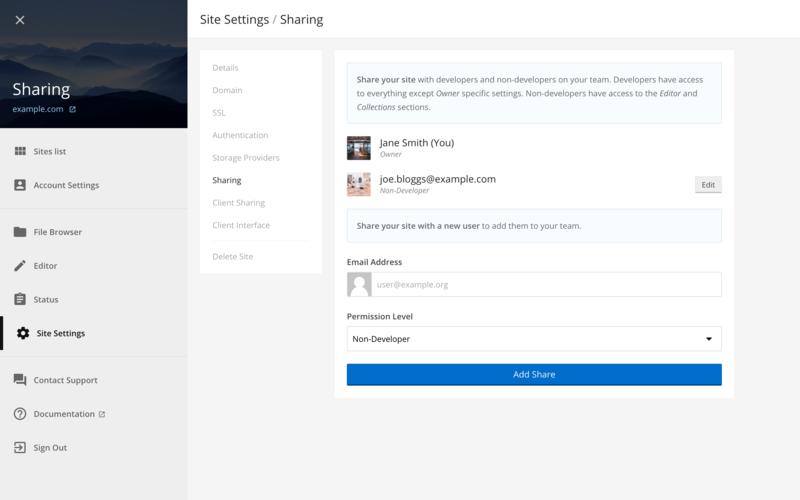 Sharing
example.com
Sites list
Account Settings
File Browser
Editor
Status
Site Settings
Contact Support
Documentation
Sign Out
Site Settings / Sharing
Details
Domain
SSL
Authentication
Storage Providers
Sharing
Client Sharing
Client Interface
Delete Site
Share your site with developers and non-developers on your team. Developers have access
to everything except Owner specific settings. Non-developers have access to the Editor and
Collections sections.
Jane Smith (You)
Owner
joe.bloggs@example.com
Non-Developer
Edit
Share your site with a new user to add them to your team.
Email Address
user@example.org
Permission Level
Non-Developer
Add Share